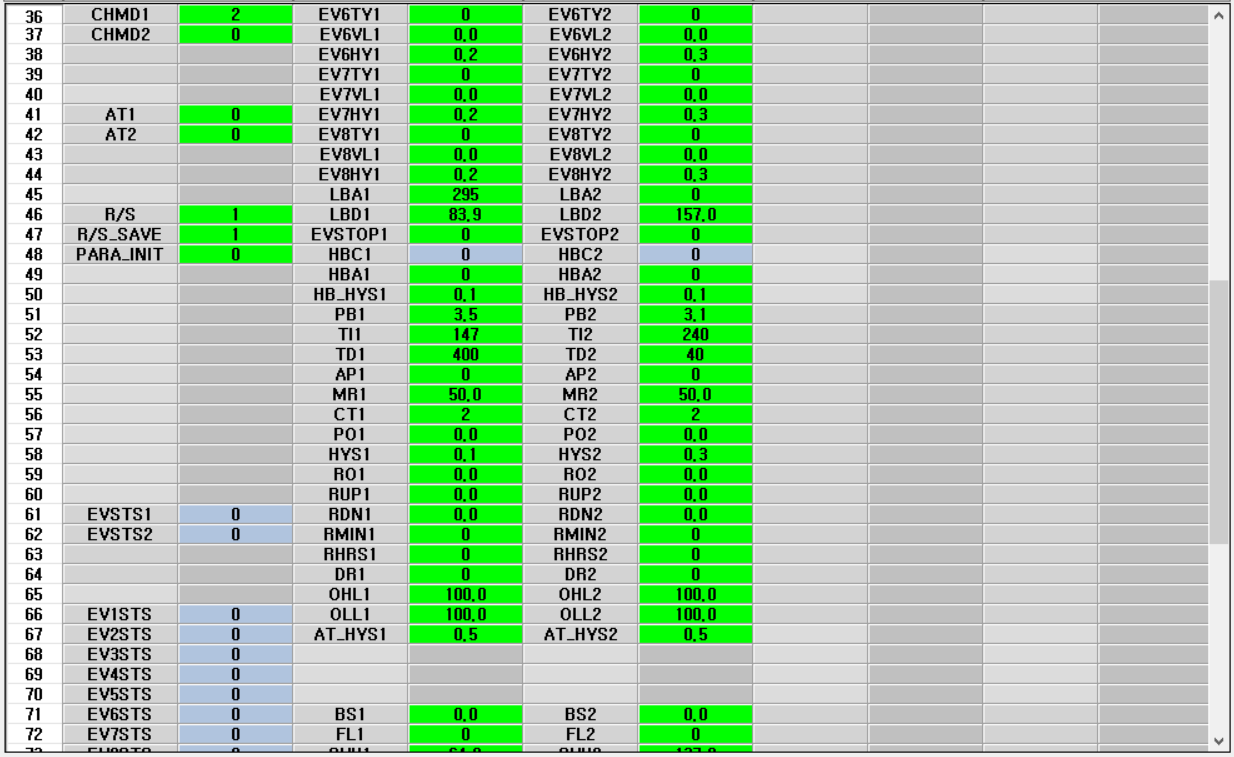 36 CHMD1 2 EV6TY1 0 EV6TY2 0
37 CHMD2 0 EV6VL1 0.0 EV6VL2 0.0
38 EV6HY1 0.2 EV6HY2 0.3
39 EV7TY1 0 EV7TY2 0
40 EV7VL1 0.0 EV7VL2 0.0
41 AT1 0 EV7HY1 0.2 EV7HY2 0.3
42 AT2 0 EV8TY1 0 EV8TY2 0
43 EV8VL1 0.0 EV8VL2 0.0
44 EV8HY1 0.2 EV8HY2 0.3
45 LBA1 295 LBA2 0
46 R/S 1 LBD1 83.9 LBD2 157.0
47 R/S_SAVE 1 EVSTOP1 0 EVSTOP2 0
48 PARA_INIT 0 HBC1 0 HBC2 0
49 HBA1 0 HBA2 0
50 HB_HYS1 0.1 HB_HYS2 0.1
51 PB1 3.5 PB2 3.1
52 TI1 147 TI2 240
53 TD1 400 TD2 40
54 AP1 0 AP2 0
55 MR1 50.0 MR2 50.0
56 CT1 2 CT2 2
57 PO1 0.0 PO2 0.0
58 HYS1 0.1 HYS2 0.3
59 RO1 0.0 RO2 0.0
60 RUP1 0.0 RUP2 0.0
61 EVSTS1 0 RDN1 0.0 RDN2 0.0
62 EVSTS2 0 RMIN1 0 RMIN2 0
63 RHRS1 0 RHRS2 0
64 DR1 0 DR2 0
65 OHL1 100.0 OHL2 100.0
66 EV1STS 0 OLL1 100.0 OLL2 100.0
67 EV2STS 0 AT_HYS1 0.5 AT_HYS2 0.5
68 EV3STS 0
69 EV4STS 0
70 EV5STS 0
71 EV6STS 0 BS1 0.0 BS2 0.0
72 EV7STS 0 FL1 0 FL2 0